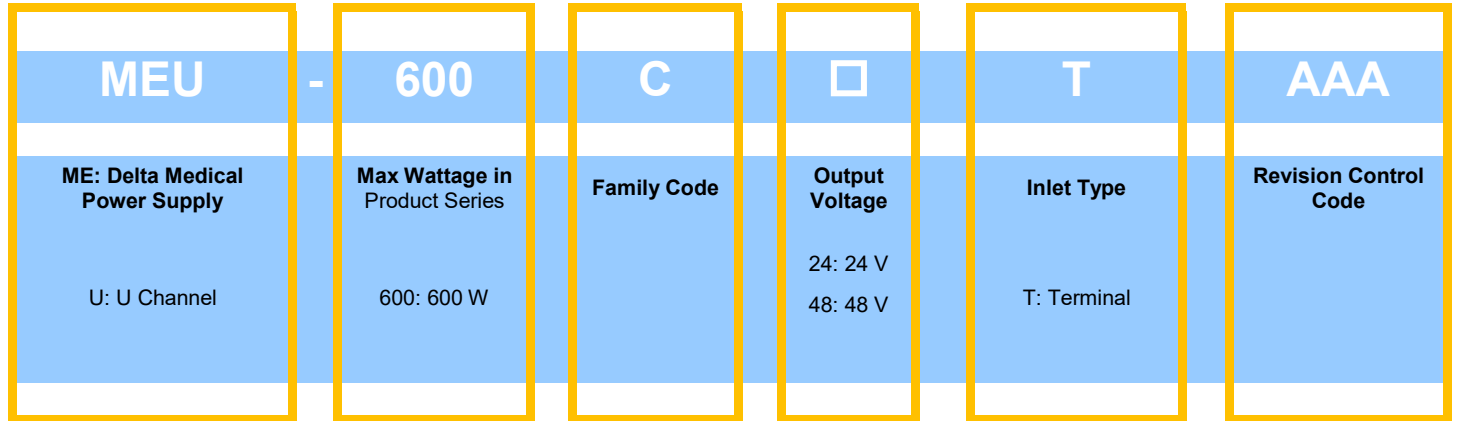 MEU - 600 C □ T AAA
ME: Delta Medical
Power Supply
U: U Channel
Max Wattage in
Product Series
600: 600 W
Family Code
Output
Voltage
24: 24 V
48: 48 V
Inlet Type
T: Terminal
Revision Control
Code